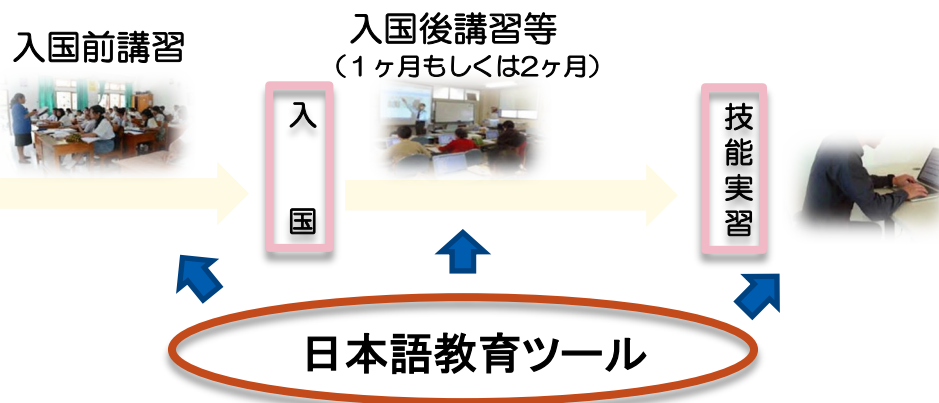 入国前講習
入国後講習等
（1ヶ月もしくは2ヶ月）
入国
技能実習
日本語教育ツール